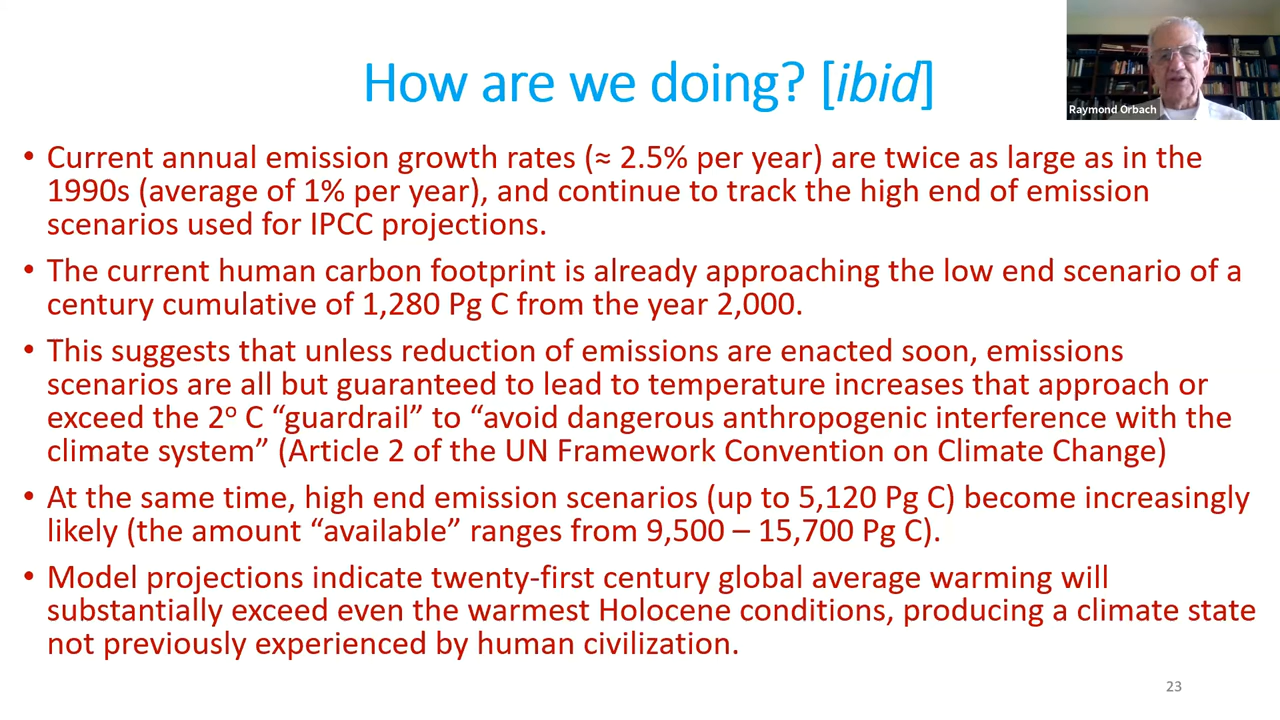 How are we doing? [ibid]
Raymond Orbach
• Current annual emission growth rates (≈ 2.5% per year) are twice as large as in the
1990s (average of 1% per year), and continue to track the high end of emission
scenarios used for IPCC projections.
• The current human carbon footprint is already approaching the low end scenario of a
century cumulative of 1,280 Pg C from the year 2,000.
• This suggests that unless reduction of emissions are enacted soon, emissions
scenarios are all but guaranteed to lead to temperature increases that approach or
exceed the 2° C “guardrail” to “avoid dangerous anthropogenic interference with the
climate system” (Article 2 of the UN Framework Convention on Climate Change)
• At the same time, high end emission scenarios (up to 5,120 Pg C) become increasingly
likely (the amount “available” ranges from 9,500 – 15,700 Pg C).
• Model projections indicate twenty-first century global average warming will
substantially exceed even the warmest Holocene conditions, producing a climate state
not previously experienced by human civilization.
23